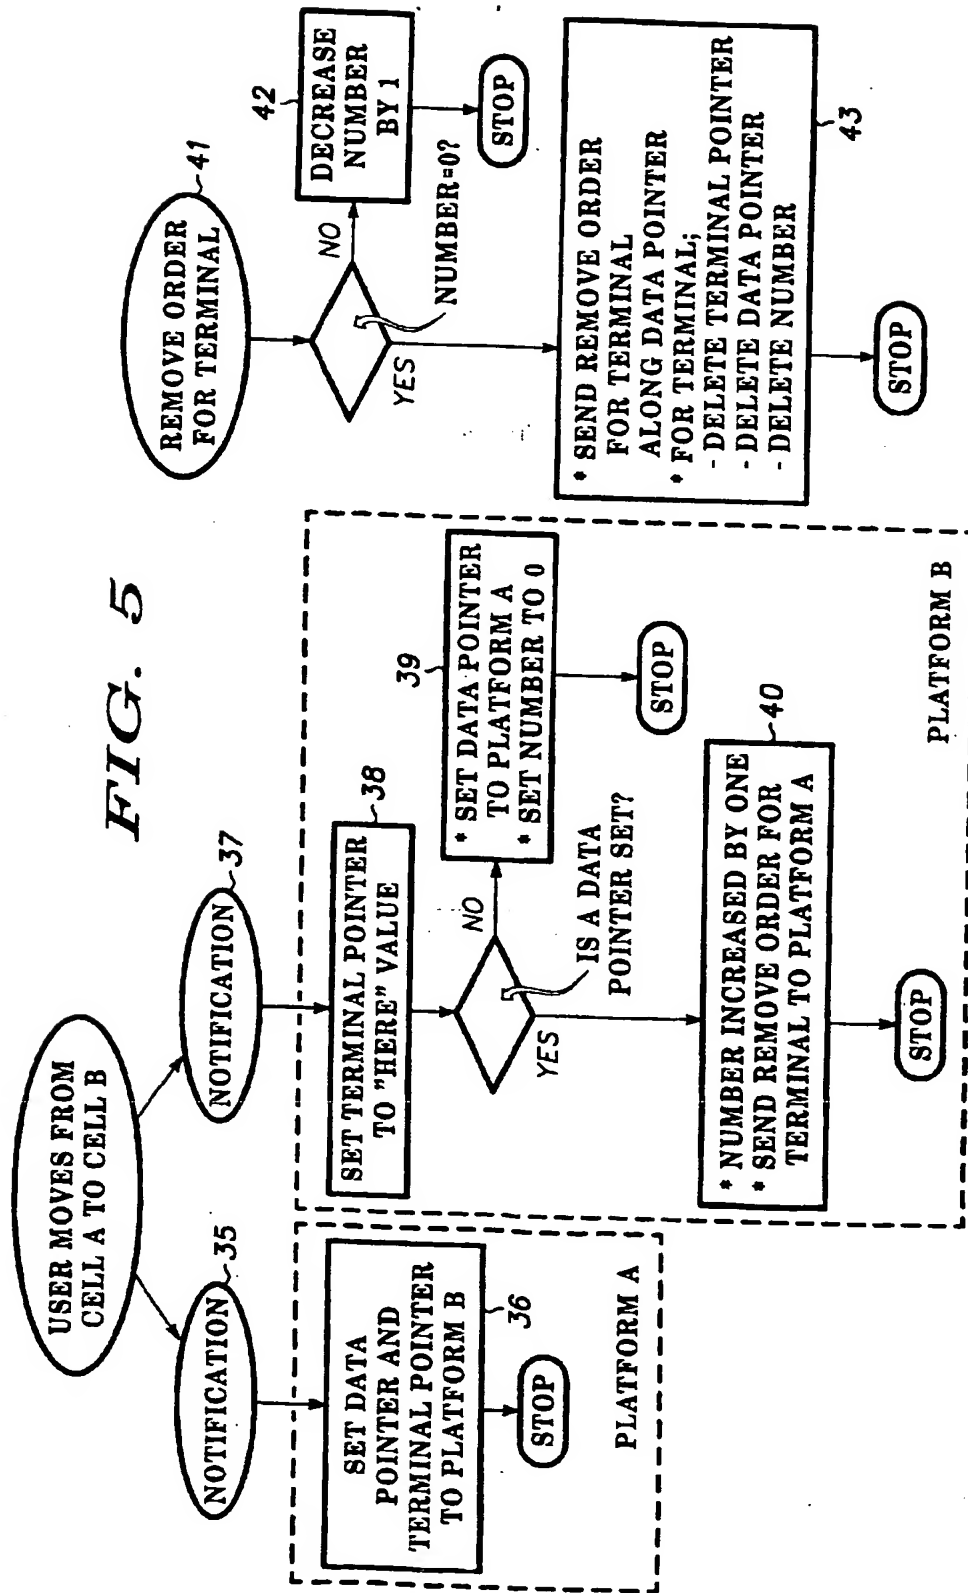 FIG. 5
USER MOVES FROM
CELL A TO CELL B
NOTIFICATION
35
SET DATA
POINTER AND
TERMINAL POINTER
TO PLATFORM B
36
STOP
PLATFORM A
NOTIFICATION
37
SET TERMINAL POINTER
TO "HERE" VALUE
38
NO
YES
IS A DATA
POINTER SET?
39
* SET DATA POINTER
TO PLATFORM A
* SET NUMBER TO 0
STOP
40
* NUMBER INCREASED BY ONE
* SEND REMOVE ORDER FOR
TERMINAL TO PLATFORM A
STOP
PLATFORM B
REMOVE ORDER
FOR TERMINAL
41
NO
YES
NUMBER=0?
42
DECREASE
NUMBER
BY 1
STOP
* SEND REMOVE ORDER
FOR TERMINAL
ALONG DATA POINTER
* FOR TERMINAL;
- DELETE TERMINAL POINTER
- DELETE DATA POINTER
- DELETE NUMBER
43
STOP